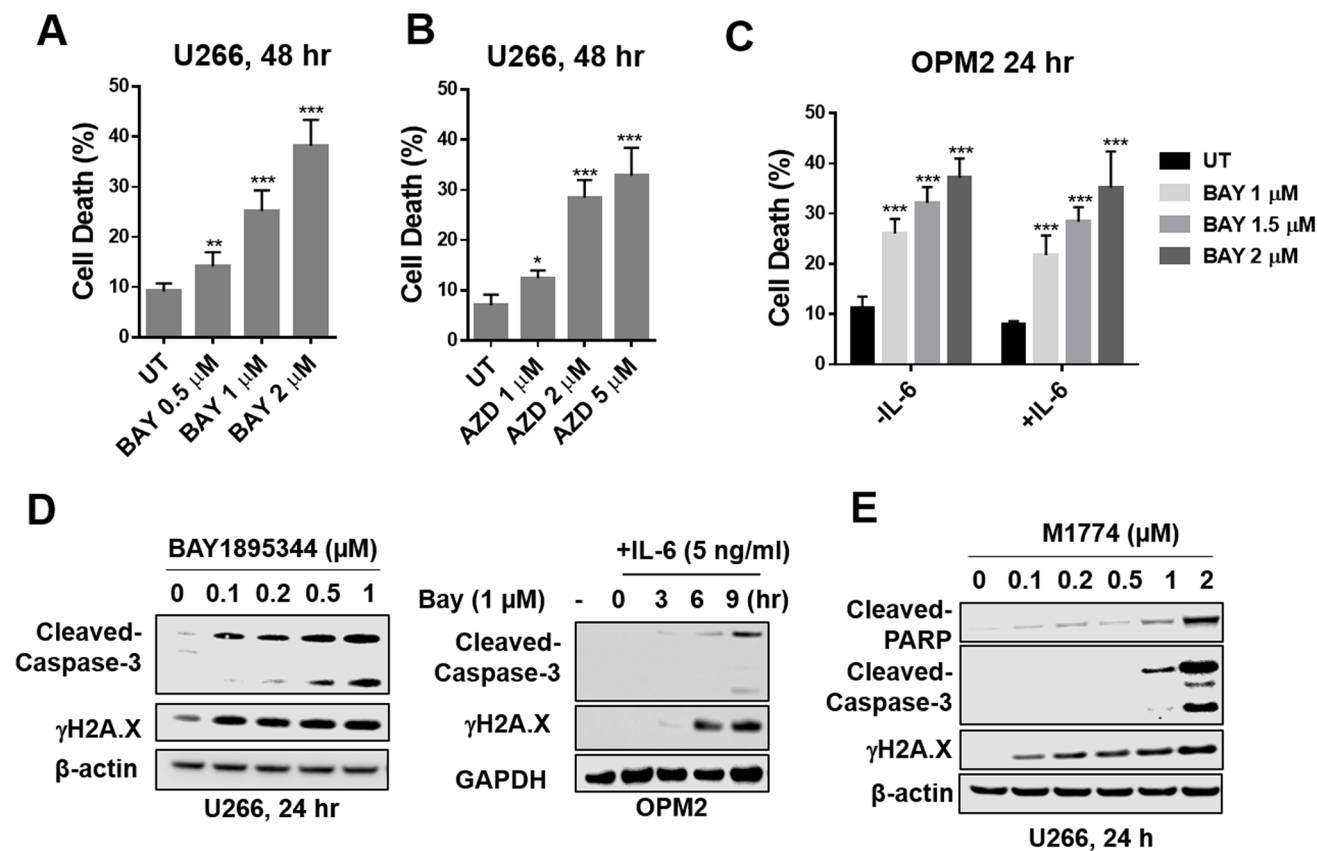 A
U266, 48 hr
Cell Death (%)
50
40
30
20
10
0
**
***
***
UT
BAY 0.5 μM
BAY 1 μM
BAY 2 μM
B
U266, 48 hr
Cell Death (%)
50
40
30
20
10
0
*
***
***
UT
AZD 1 μM
AZD 2 μM
AZD 5 μM
C
OPM2 24 hr
Cell Death (%)
50
40
30
20
10
0
***
***
***
***
***
***
-IL-6
+IL-6
UT
BAY 1 μM
BAY 1.5 μM
BAY 2 μM
D
BAY1895344 (μM)
0 0.1 0.2 0.5 1
Cleaved-
Caspase-3
γH2A.X
β-actin
U266, 24 hr
+IL-6 (5 ng/ml)
Bay (1 μM) - 0 3 6 9 (hr)
Cleaved-
Caspase-3
γH2A.X
GAPDH
OPM2
E
M1774 (μM)
0 0.1 0.2 0.5 1 2
Cleaved-
PARP
Cleaved-
Caspase-3
γH2A.X
β-actin
U266, 24 h